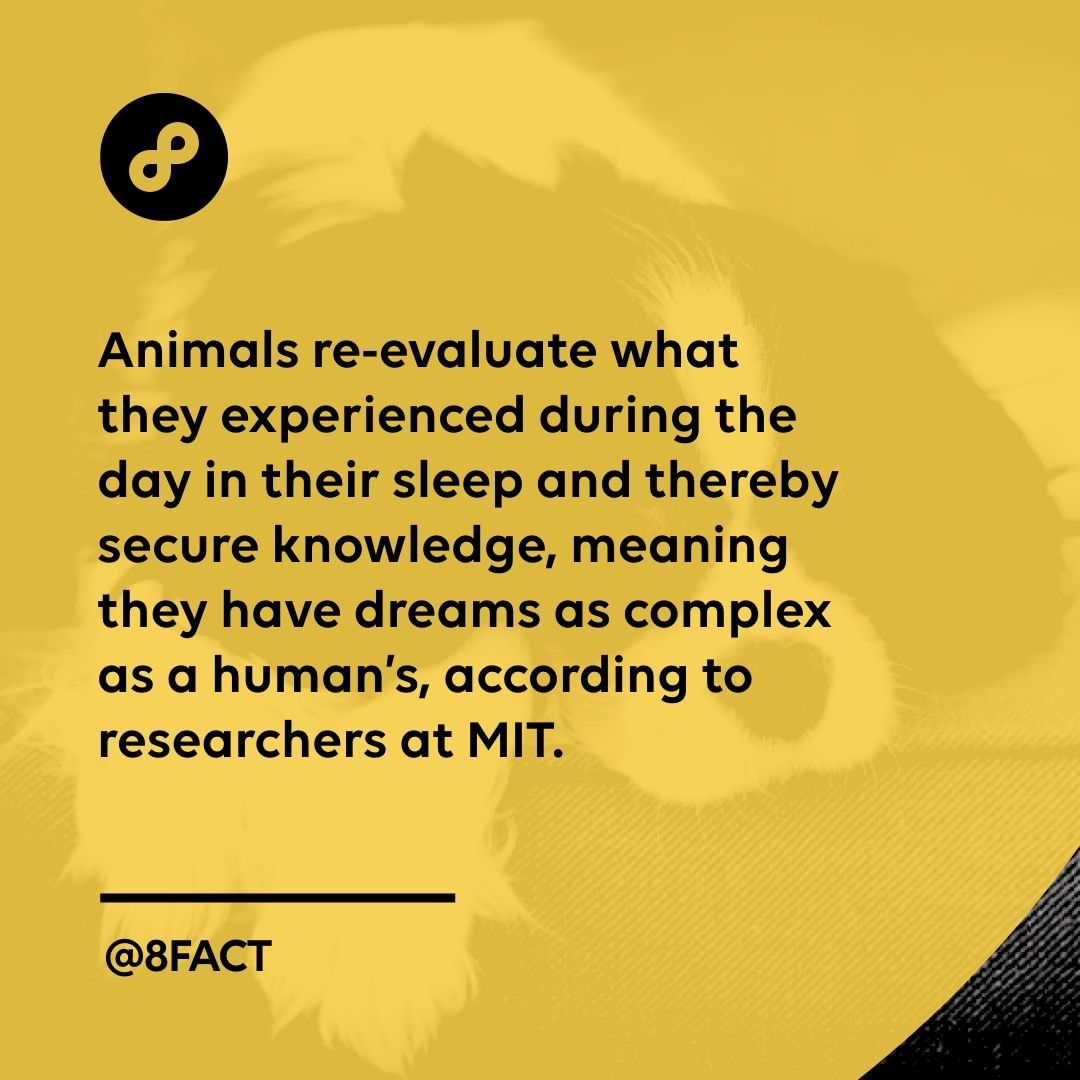 Animals re-evaluate what
they experienced during the
day in their sleep and thereby
secure knowledge, meaning
they have dreams as complex
as a human’s, according to
researchers at MIT.
@8FACT